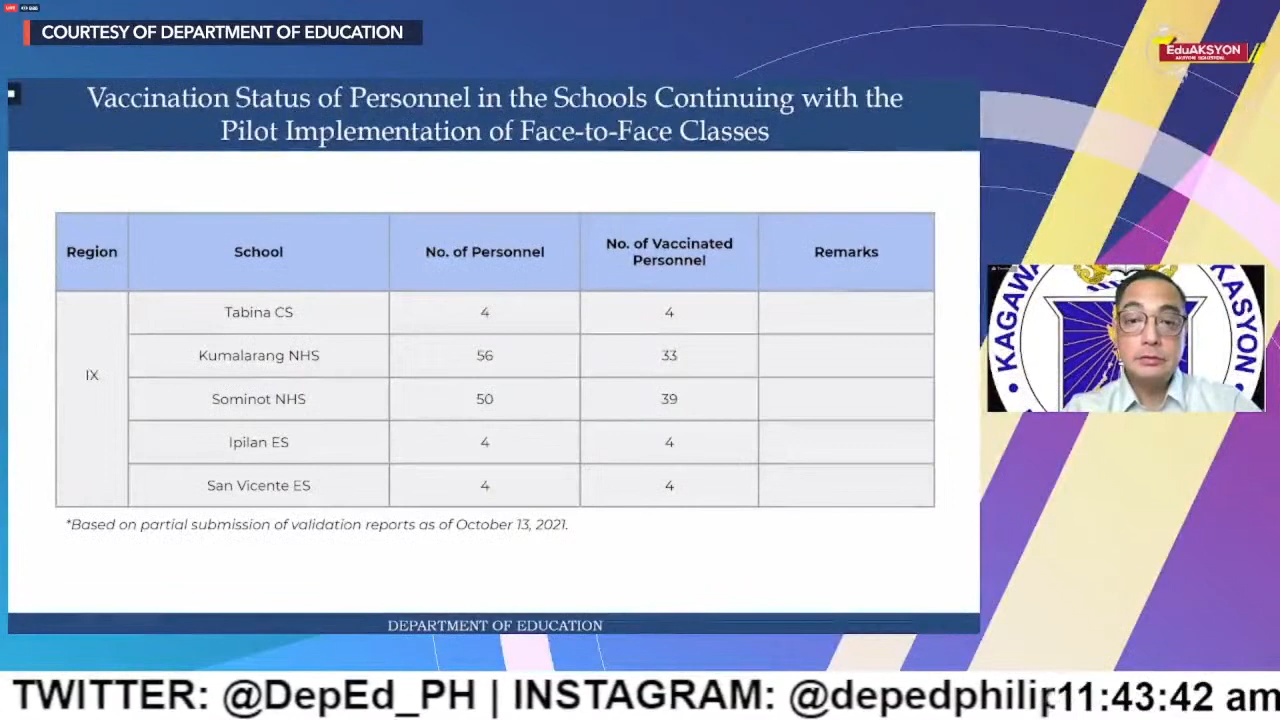 LIVE
COURTESY OF DEPARTMENT OF EDUCATION
EduAKSYON
Vaccination Status of Personnel in the Schools Continuing with the
Pilot Implementation of Face-to-Face Classes
Region School No. of Personnel No. of Vaccinated Personnel Remarks
IX
Tabina CS 4 4
Kumalarang NHS 56 33
Sominot NHS 50 39
Ipilan ES 4 4
San Vicente ES 4 4
*Based on partial submission of validation reports as of October 13, 2021.
DEPARTMENT OF EDUCATION
KAGAWA
KASYON
TWITTER: @DepEd_PH | INSTAGRAM: @depedphilip
11:43:42 am